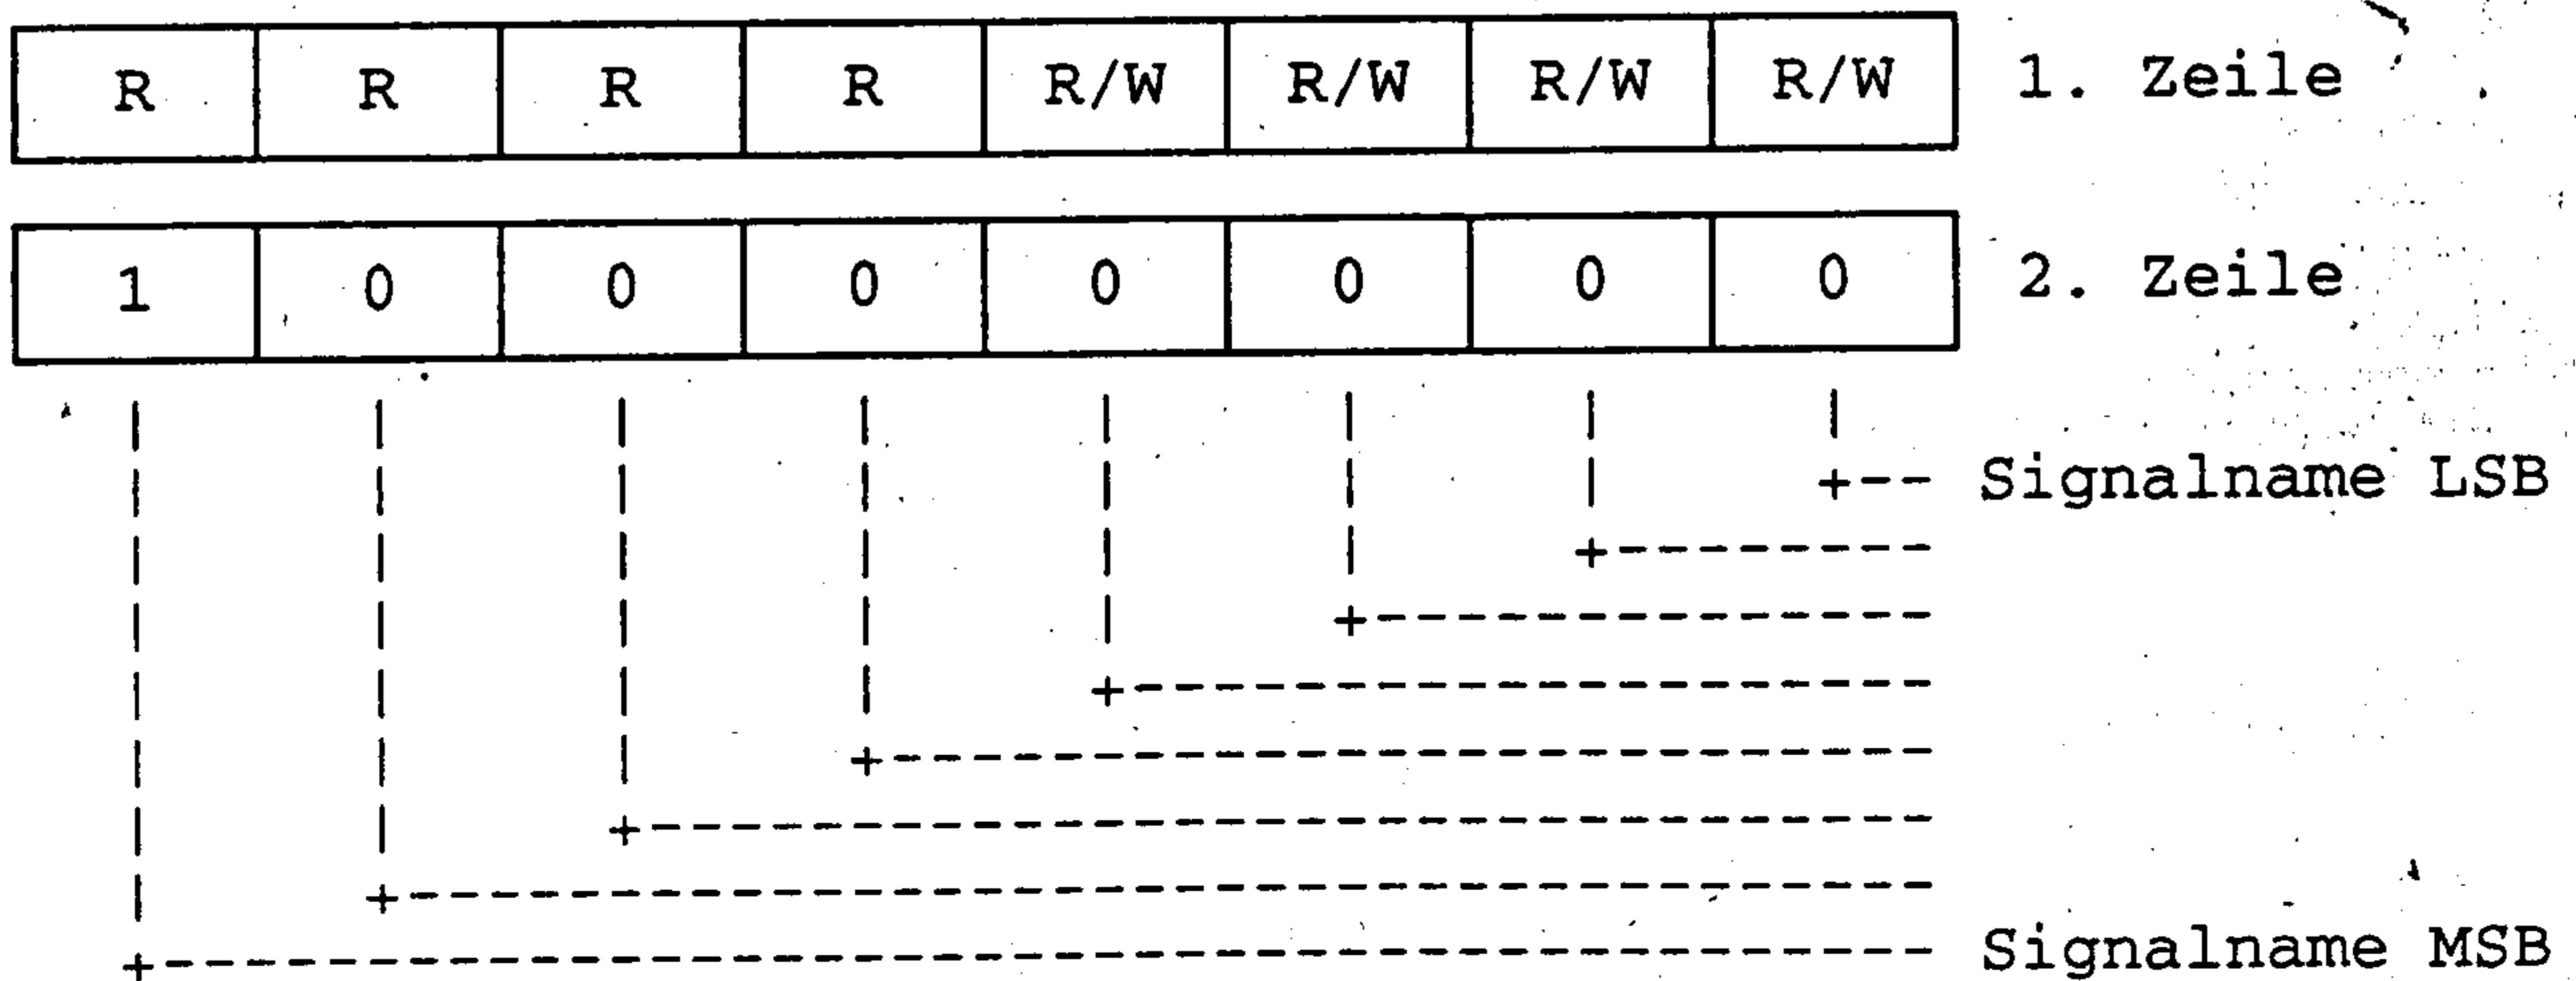 R R R R R/W R/W R/W R/W 1. Zeile
1 0 0 0 0 0 0 0 2. Zeile
Signalname LSB
Signalname MSB